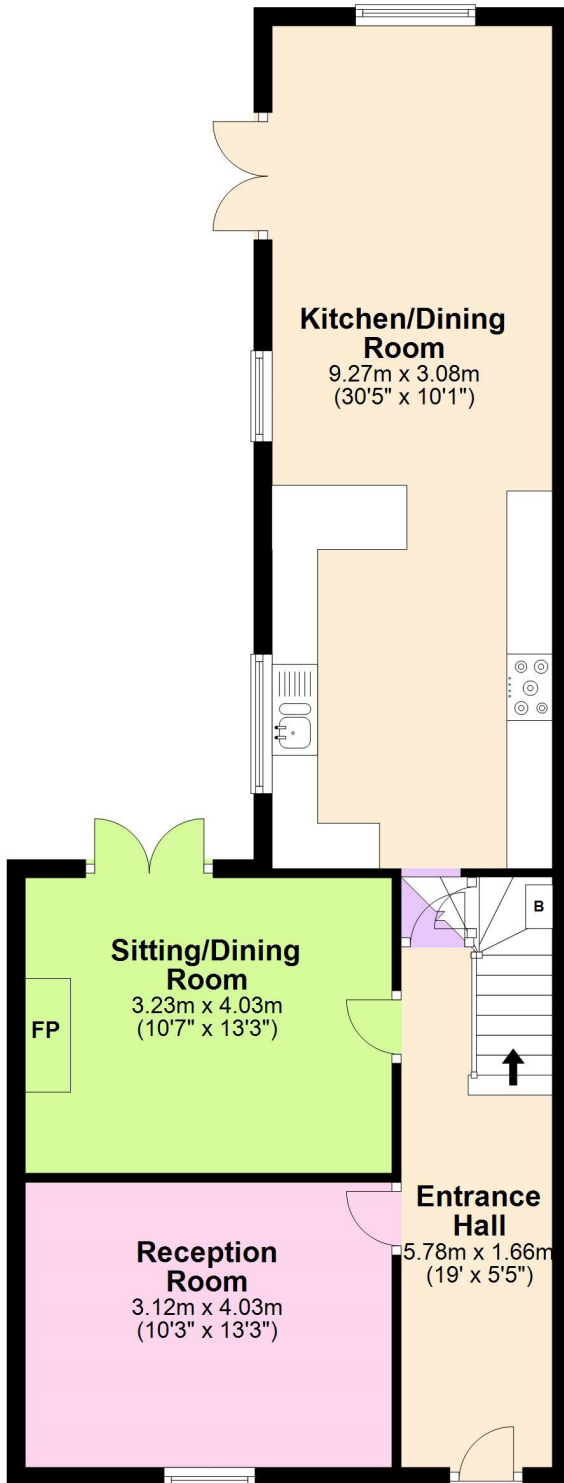 Kitchen/Dining
Room
9.27m x 3.08m
(30'5" x 10'1")
B
Sitting/Dining
Room
3.23m x 4.03m
(10'7" x 13'3")
FP
Entrance
Hall
5.78m x 1.66m
(19' x 5'5")
Reception
Room
3.12m x 4.03m
(10'3" x 13'3")